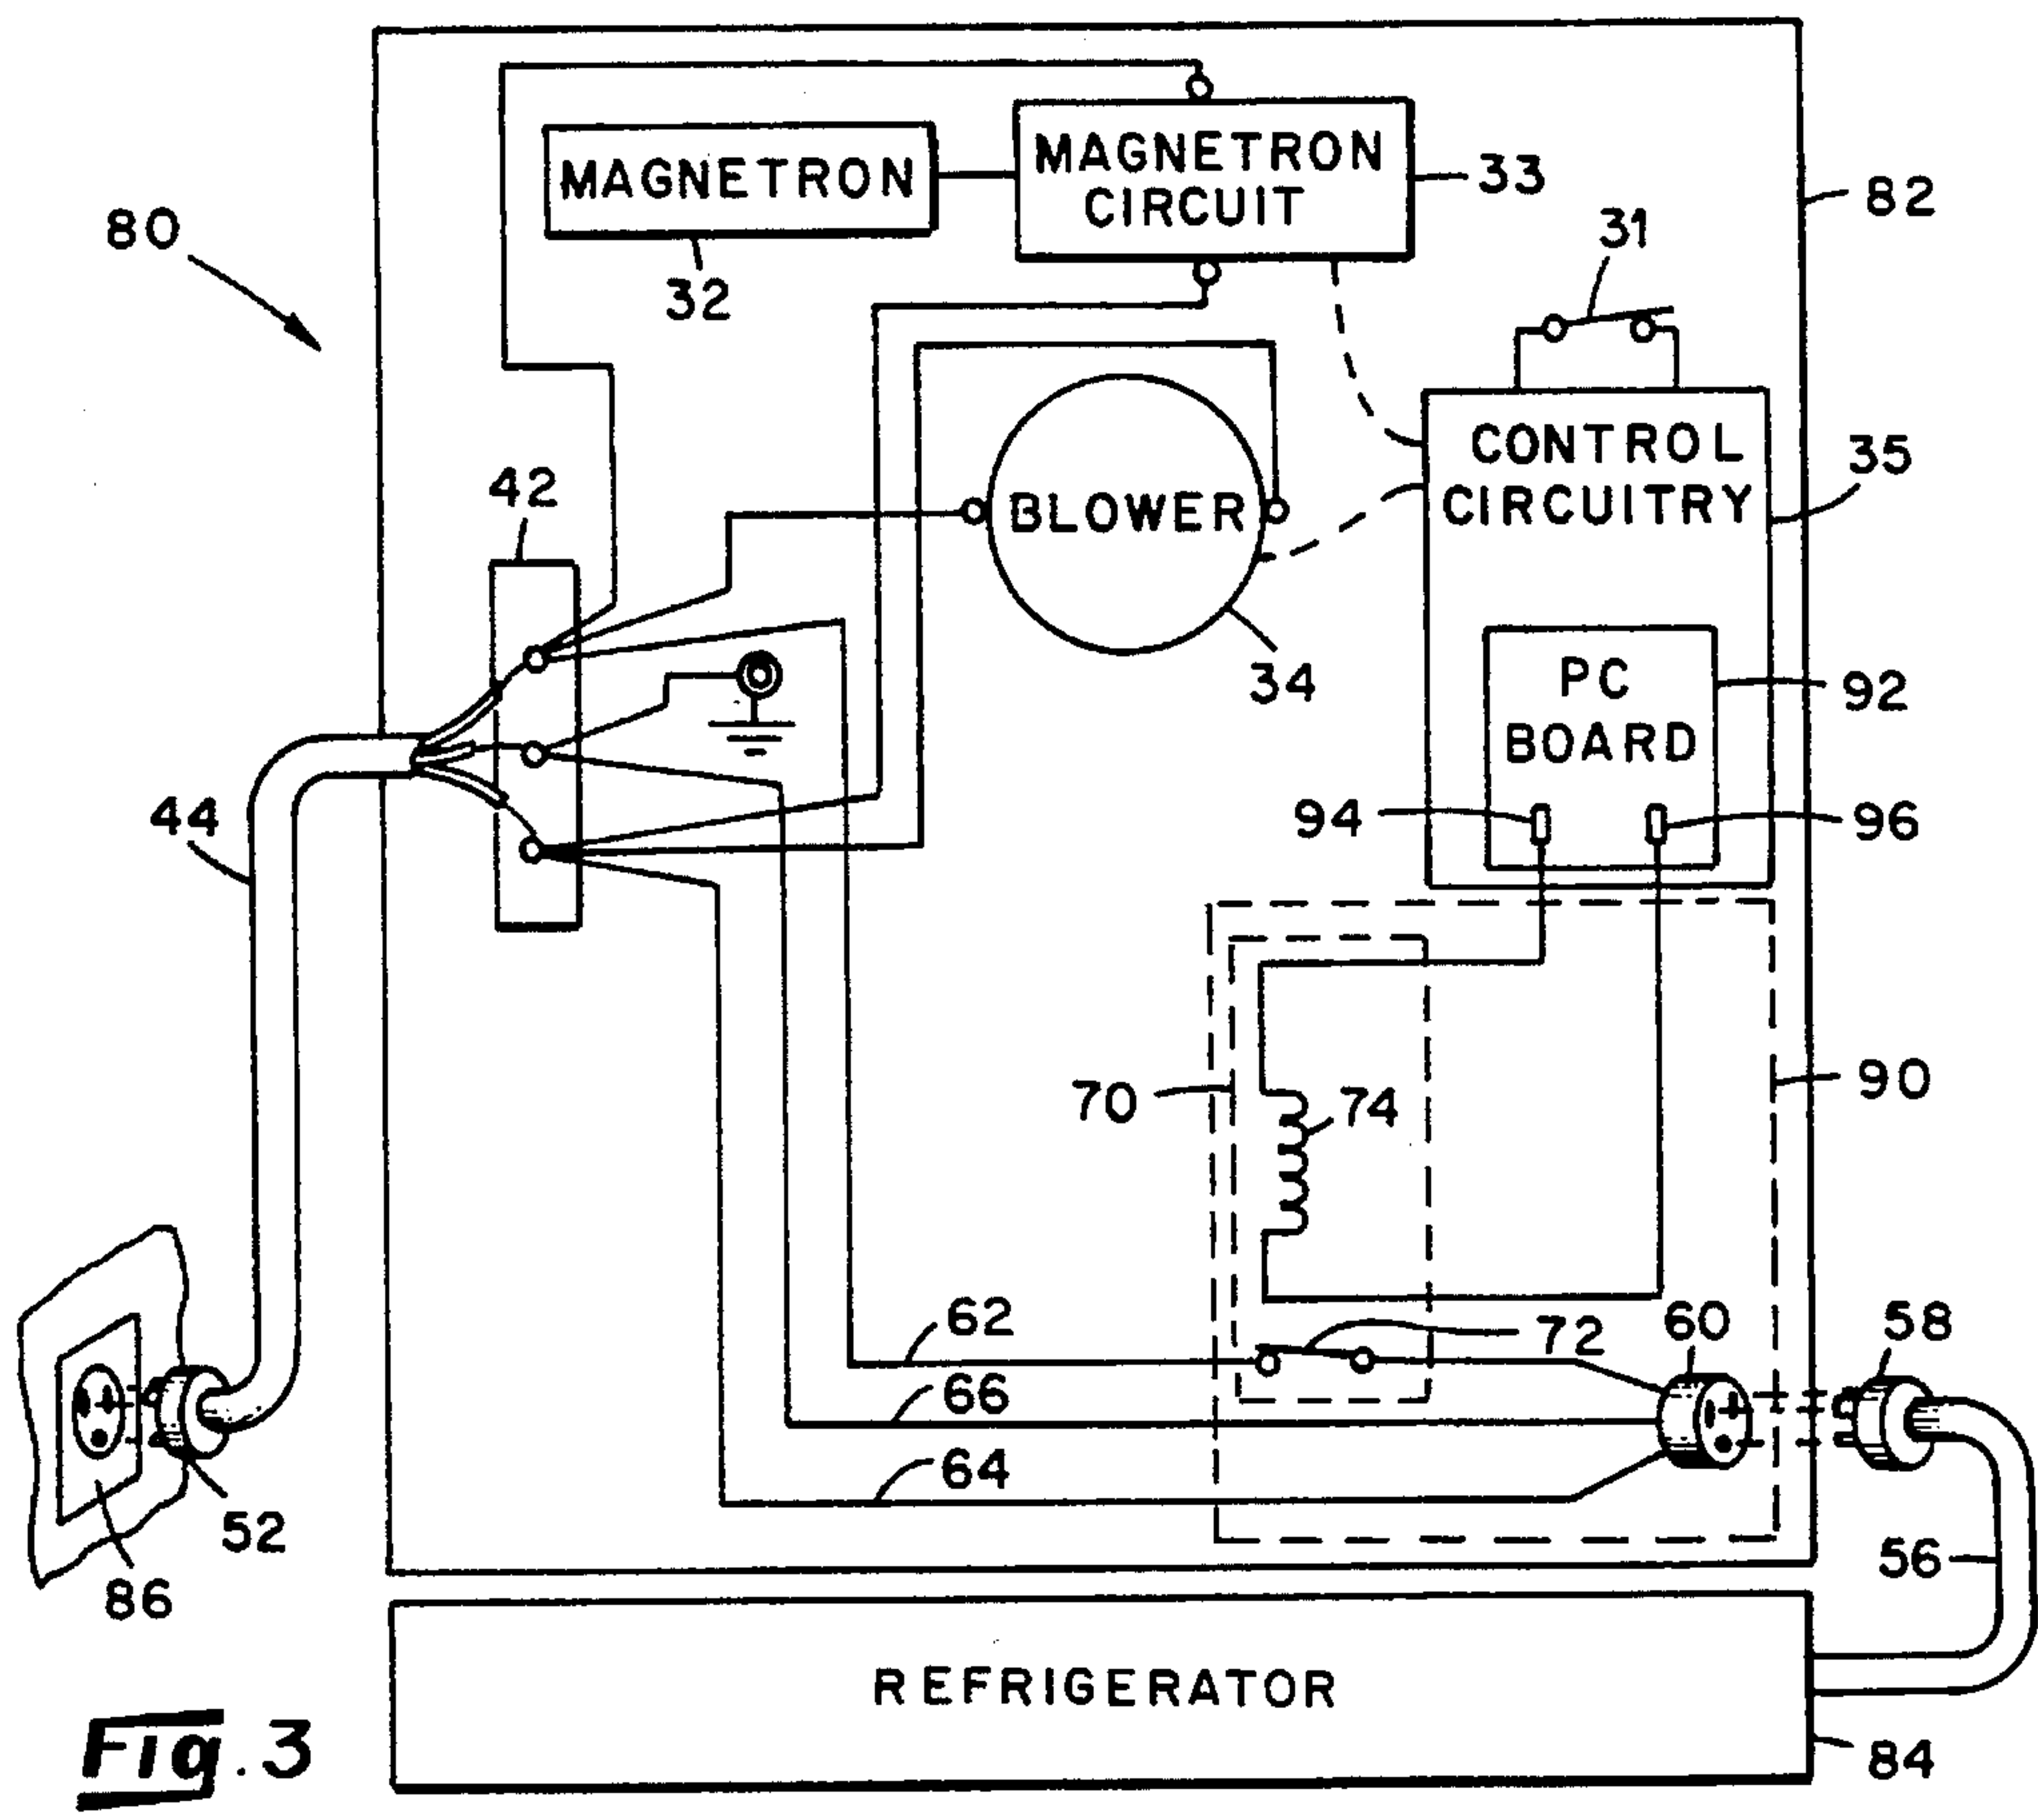 MAGNETRON
MAGNETRON
CIRCUIT
33
82
80
31
32
CONTROL
CIRCUITRY
35
42
BLOWER
34
PC
BOARD
92
44
94
96
70
74
90
62
72
60
58
66
64
52
56
86
REFRIGERATOR
84
Fig. 3